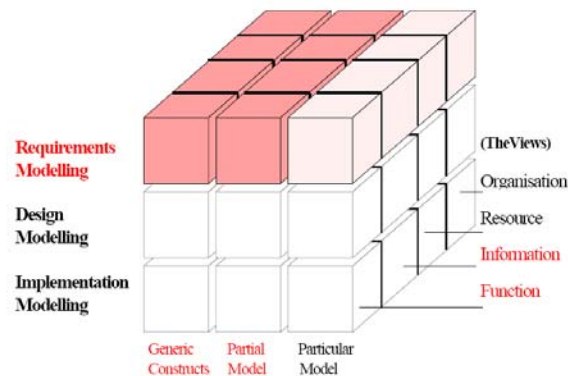 Requirements
Modelling
Design
Modelling
Implementation
Modelling
(TheViews)
Organisation
Resource
Information
Function
Generic
Constructs
Partial
Model
Particular
Model